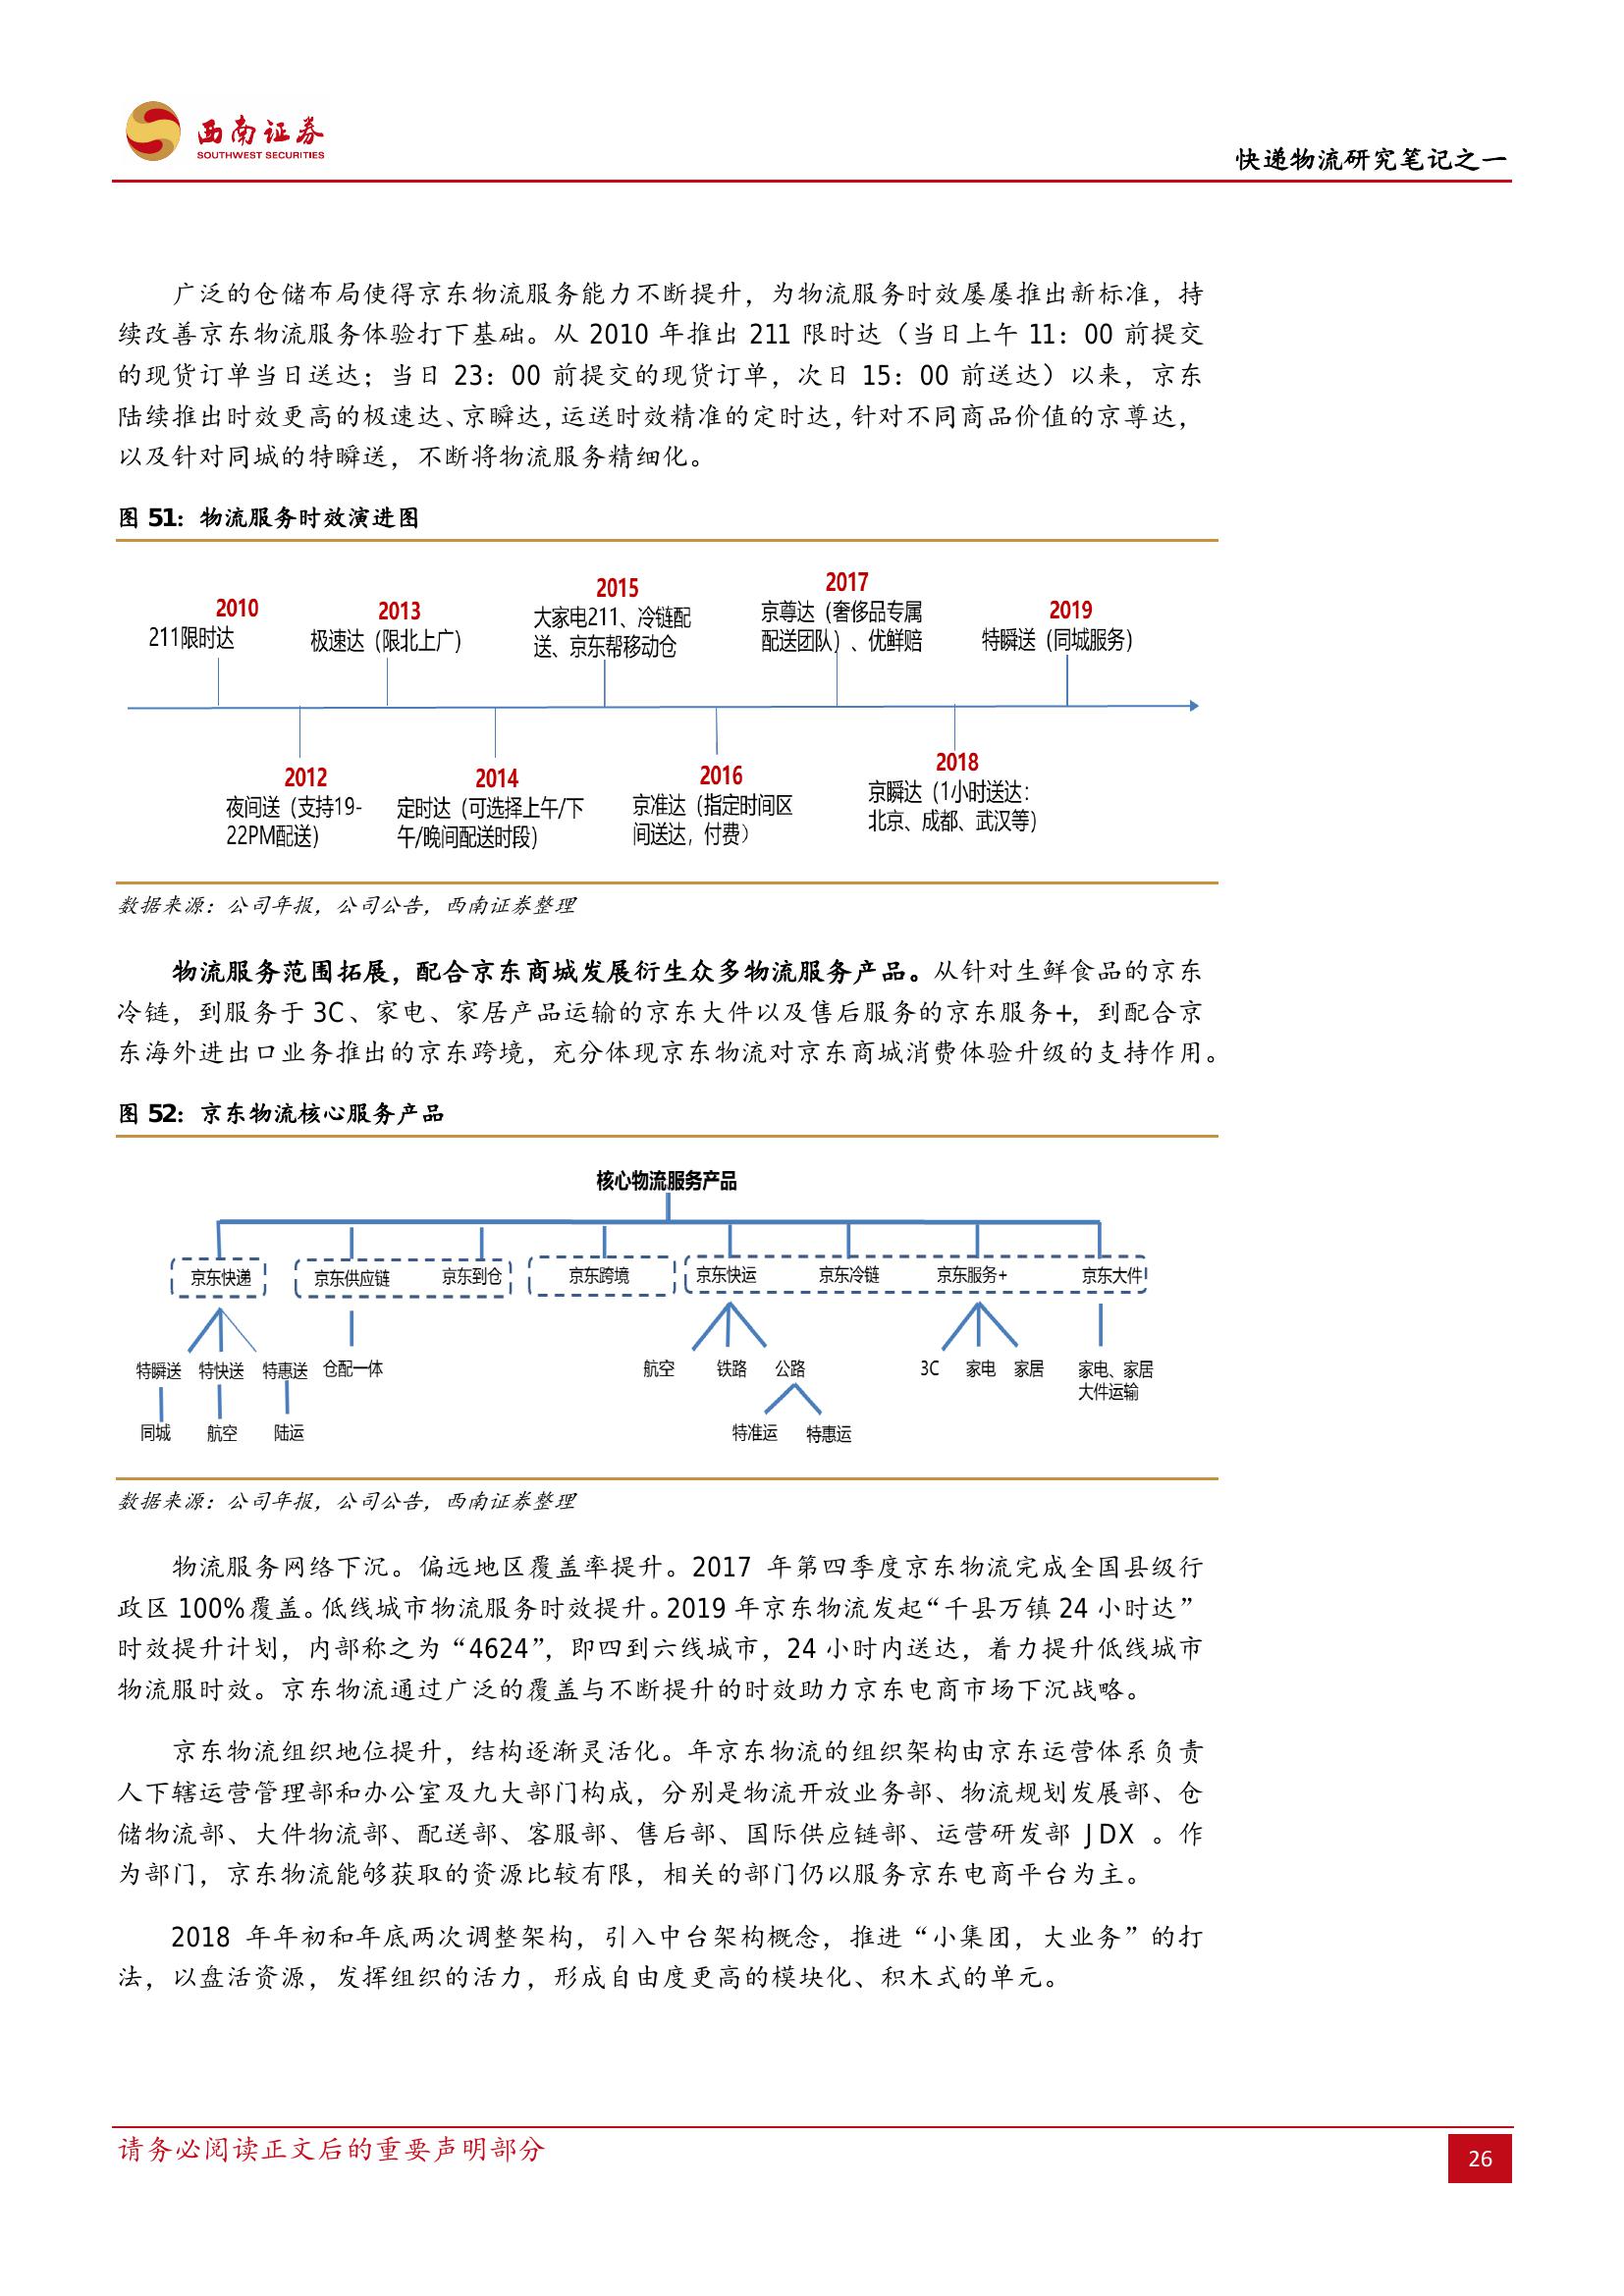 西南证券
SOUTHWEST SECURITIES
快递物流研究笔记之一
广泛的仓储布局使得京东物流服务能力不断提升，为物流服务时效屡屡推出新标准，持
续改善京东物流服务体验打下基础。从 2010 年推出 211 限时达（当日上午 11：00 前提交
的现货订单当日送达；当日 23：00 前提交的现货订单，次日 15：00 前送达）以来，京东
陆续推出时效更高的极速达、京瞬达，运送时效精准的定时达，针对不同商品价值的京尊达，
以及针对同城的特瞬送，不断将物流服务精细化。
图 51：物流服务时效演进图
2010
211限时达
2013
极速达（限北上广）
2015
大家电211、冷链配
送、京东帮移动仓
2017
京尊达（奢侈品专属
配送团队）、优鲜赔
2019
特瞬送（同城服务）
2012
夜间送（支持19-
22PM配送）
2014
定时达（可选择上午/下
午/晚间配送时段）
2016
京准达（指定时间区
间送达，付费）
2018
京瞬达（1小时送达：
北京、成都、武汉等）
数据来源：公司年报，公司公告，西南证券整理
物流服务范围拓展，配合京东商城发展衍生众多物流服务产品。从针对生鲜食品的京东
冷链，到服务于 3C、家电、家居产品运输的京东大件以及售后服务的京东服务+，到配合京
东海外进出口业务推出的京东跨境，充分体现京东物流对京东商城消费体验升级的支持作用。
图 52：京东物流核心服务产品
核心物流服务产品
京东快递 京东供应链 京东到仓 京东跨境 京东快运 京东冷链 京东服务+ 京东大件
特瞬送 特快送 特惠送 仓配一体 航空 铁路 公路 3C 家电 家居 家电、家居
大件运输
同城 航空 陆运 特准运 特惠运
数据来源：公司年报，公司公告，西南证券整理
物流服务网络下沉。偏远地区覆盖率提升。2017 年第四季度京东物流完成全国县级行
政区 100%覆盖。低线城市物流服务时效提升。2019 年京东物流发起“千县万镇 24 小时达”
时效提升计划，内部称之为“4624”，即四到六线城市，24 小时内送达，着力提升低线城市
物流服时效。京东物流通过广泛的覆盖与不断提升的时效助力京东电商市场下沉战略。
京东物流组织地位提升，结构逐渐灵活化。年京东物流的组织架构由京东运营体系负责
人下辖运营管理部和办公室及九大部门构成，分别是物流开放业务部、物流规划发展部、仓
储物流部、大件物流部、配送部、客服部、售后部、国际供应链部、运营研发部 JDX 。作
为部门，京东物流能够获取的资源比较有限，相关的部门仍以服务京东电商平台为主。
2018 年年初和年底两次调整架构，引入中台架构概念，推进“小集团，大业务”的打
法，以盘活资源，发挥组织的活力，形成自由度更高的模块化、积木式的单元。
请务必阅读正文后的重要声明部分
26